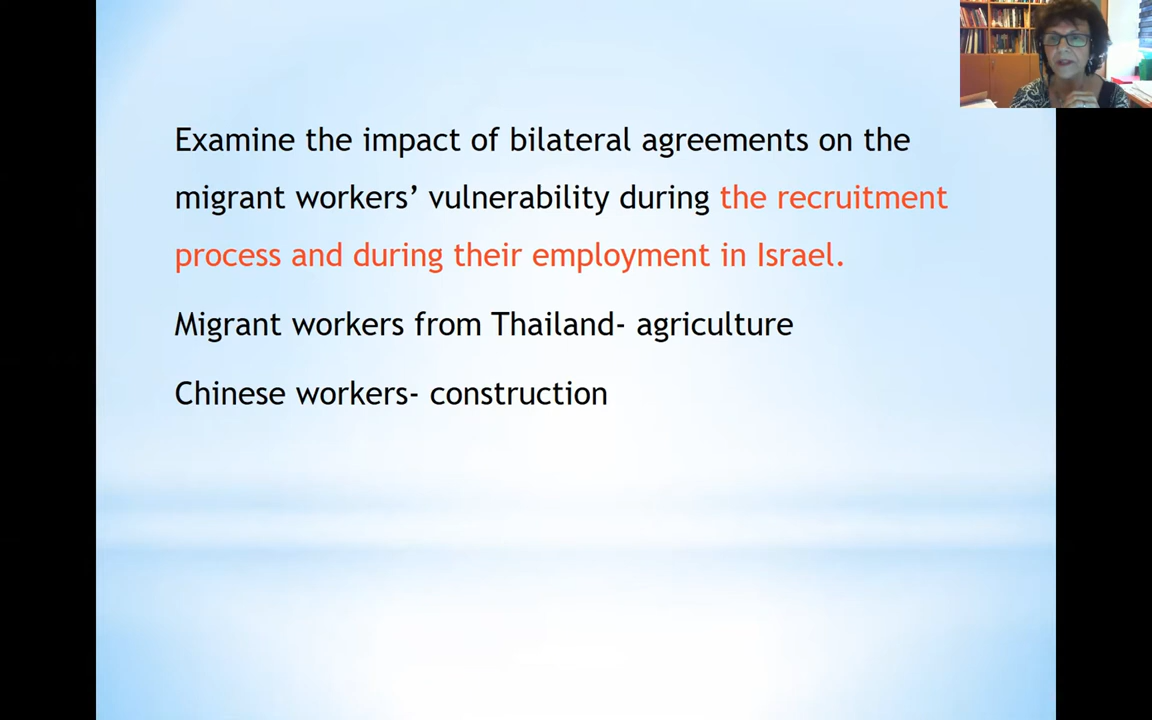 Examine the impact of bilateral agreements on the
migrant workers’ vulnerability during the recruitment
process and during their employment in Israel.
Migrant workers from Thailand- agriculture
Chinese workers- construction